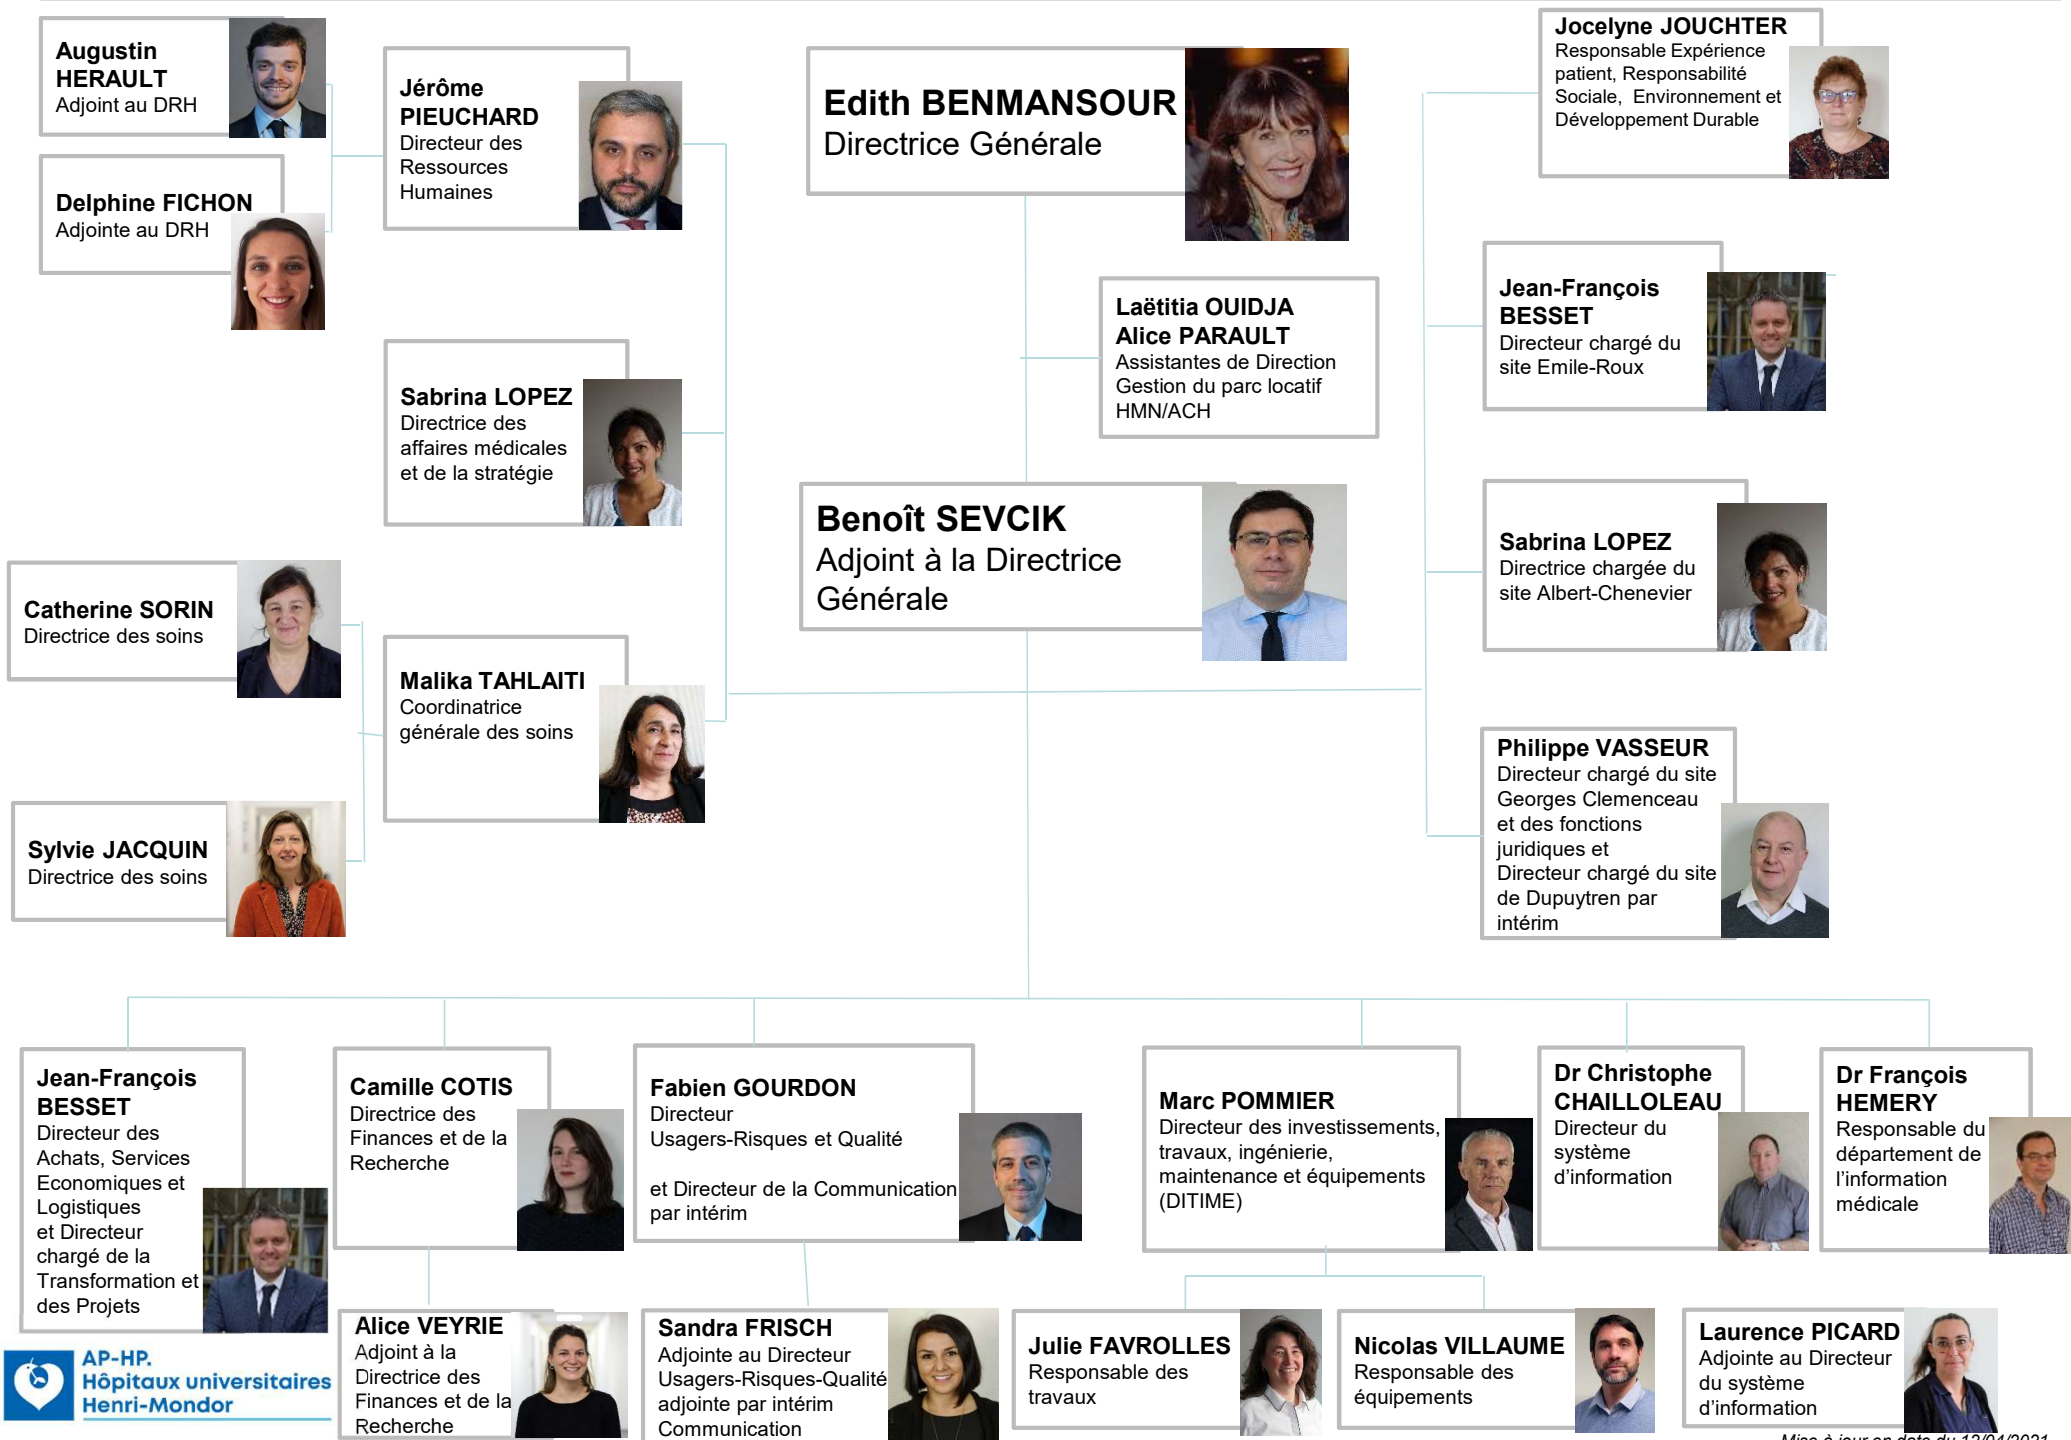 Augustin
HERAULT
Adjoint au DRH
Delphine FICHON
Adjointe au DRH
Jérôme
PIEUCHARD
Directeur des
Ressources
Humaines
Edith BENMANSOUR
Directrice Générale
Jocelyne JOUCHTER
Responsable Expérience
patient, Responsabilité
Sociale, Environnement et
Développement Durable
Laëtitia OUIDJA
Alice PARAULT
Assistantes de Direction
Gestion du parc locatif
HMN/ACH
Jean-François
BESSET
Directeur chargé du
site Emile-Roux
Sabrina LOPEZ
Directrice des
affaires médicales
et de la stratégie
Benoît SEVCIK
Adjoint à la Directrice
Générale
Sabrina LOPEZ
Directrice chargée du
site Albert-Chenevier
Catherine SORIN
Directrice des soins
Malika TAHLAITI
Coordinatrice
générale des soins
Sylvie JACQUIN
Directrice des soins
Philippe VASSEUR
Directeur chargé du site
Georges Clemenceau
et des fonctions
juridiques et
Directeur chargé du site
de Dupuytren par
intérim
Jean-François
BESSET
Directeur des
Achats, Services
Economiques et
Logistiques
et Directeur
chargé de la
Transformation et
des Projets
Camille COTIS
Directrice des
Finances et de la
Recherche
Fabien GOURDON
Directeur
Usagers-Risques et Qualité
et Directeur de la Communication
par intérim
Marc POMMIER
Directeur des investissements,
travaux, ingénierie,
maintenance et équipements
(DITIME)
Dr Christophe
CHAILLOLEAU
Directeur du
système
d’information
Dr François
HEMERY
Responsable du
département de
l’information
médicale
AP-HP.
Hôpitaux universitaires
Henri-Mondor
Alice VEYRIE
Adjoint à la
Directrice des
Finances et de la
Recherche
Sandra FRISCH
Adjointe au Directeur
Usagers-Risques-Qualité
adjointe par intérim
Communication
Julie FAVROLLES
Responsable des
travaux
Nicolas VILLAUME
Responsable des
équipements
Laurence PICARD
Adjointe au Directeur
du système
d’information
Mise à jour en date du 12/04/2021